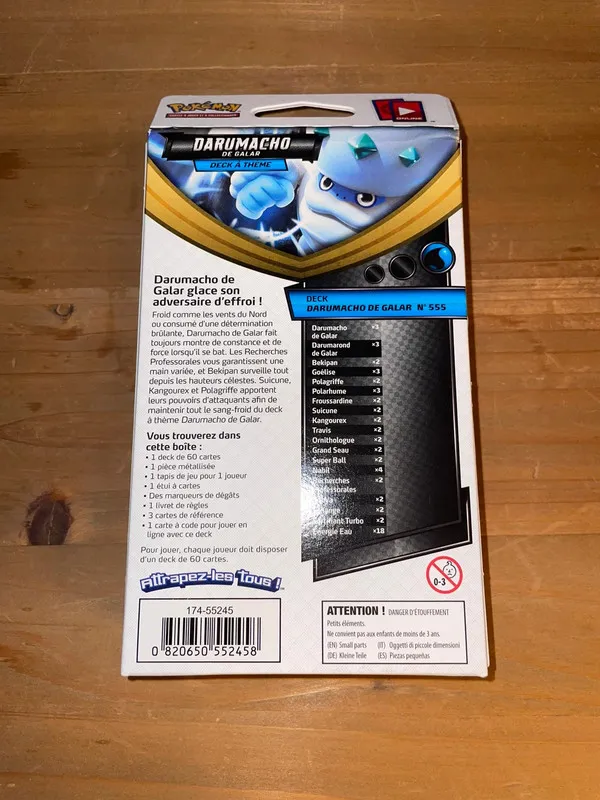 POKÉMON
ONLINE
DARUMACHO
DE GALAR
DECK À THÈME
Darumacho de
Galar glace son
adversaire d'effroi !
Froid comme les vents du Nord
ou consumé d'une détermination
brûlante, Darumacho de Galar fait
toujours montre de constance et de
force lorsqu'il se bat. Les Recherches
Professorales vous garantissent une
main variée, et Bekipan surveille tout
depuis les hauteurs célestes. Suicune,
Kangourex et Polagriffe apportent
leurs pouvoirs d'attaquants afin de
maintenir tout le sang-froid du deck
à thème Darumacho de Galar.
Vous trouverez dans
cette boîte :
• 1 deck de 60 cartes
• 1 pièce métallisée
• 1 tapis de jeu pour 1 joueur
• 1 étui à cartes
• Des marqueurs de dégâts
• 1 livret de règles
• 3 cartes de référence
• 1 carte à code pour jouer en
ligne avec ce deck
Pour jouer, chaque joueur doit disposer
d'un deck de 60 cartes.
Attrapez-les Tous !
DECK
DARUMACHO DE GALAR N° 555
Darumacho ×3
de Galar
Darumarond ×3
de Galar
Bekipan ×2
Goélise ×3
Polagriffe ×2
Polarhume ×3
Froussardine ×2
Suicune ×2
Kangourex ×2
Travis ×2
Ornithologue ×2
Grand Seau ×2
Super Ball ×2
Nabil ×4
Recherches ×2
Professorales
×2
×2
Turbo ×2
Énergie Eau ×18
0-3
174-55245
0 820650 552458
ATTENTION ! DANGER D'ÉTOUFFEMENT
Petits éléments.
Ne convient pas aux enfants de moins de 3 ans.
(EN) Small parts (IT) Oggetti di piccole dimensioni
(DE) Kleine Teile (ES) Piezas pequeñas